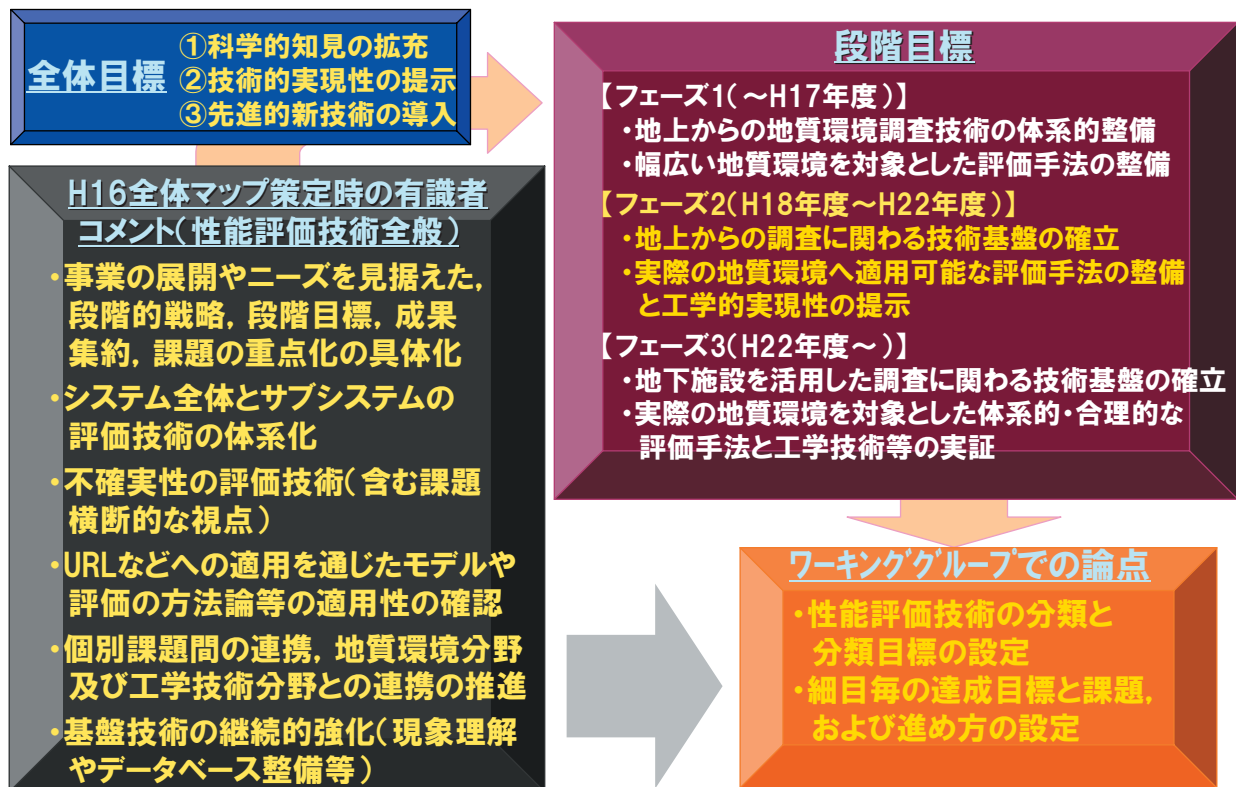 全体目標
①科学的知見の拡充
②技術的実現性の提示
③先進的新技術の導入
段階目標
【フェーズ1(～H17年度)】
・地上からの地質環境調査技術の体系的整備
・幅広い地質環境を対象とした評価手法の整備
【フェーズ2(H18年度～H22年度)】
・地上からの調査に関わる技術基盤の確立
・実際の地質環境へ適用可能な評価手法の整備
と工学的実現性の提示
【フェーズ3(H22年度～)】
・地下施設を活用した調査に関わる技術基盤の確立
・実際の地質環境を対象とした体系的・合理的な
評価手法と工学技術等の実証
H16全体マップ策定時の有識者
コメント(性能評価技術全般)
・事業の展開やニーズを見据えた,
段階的戦略, 段階目標, 成果
集約, 課題の重点化の具体化
・システム全体とサブシステムの
評価技術の体系化
・不確実性の評価技術(含む課題
横断的な視点)
・URLなどへの適用を通じたモデルや
評価の方法論等の適用性の確認
・個別課題間の連携, 地質環境分野
及び工学技術分野との連携の推進
・基盤技術の継続的強化(現象理解
やデータベース整備等)
ワーキンググループでの論点
・性能評価技術の分類と
分類目標の設定
・細目毎の達成目標と課題,
および進め方の設定